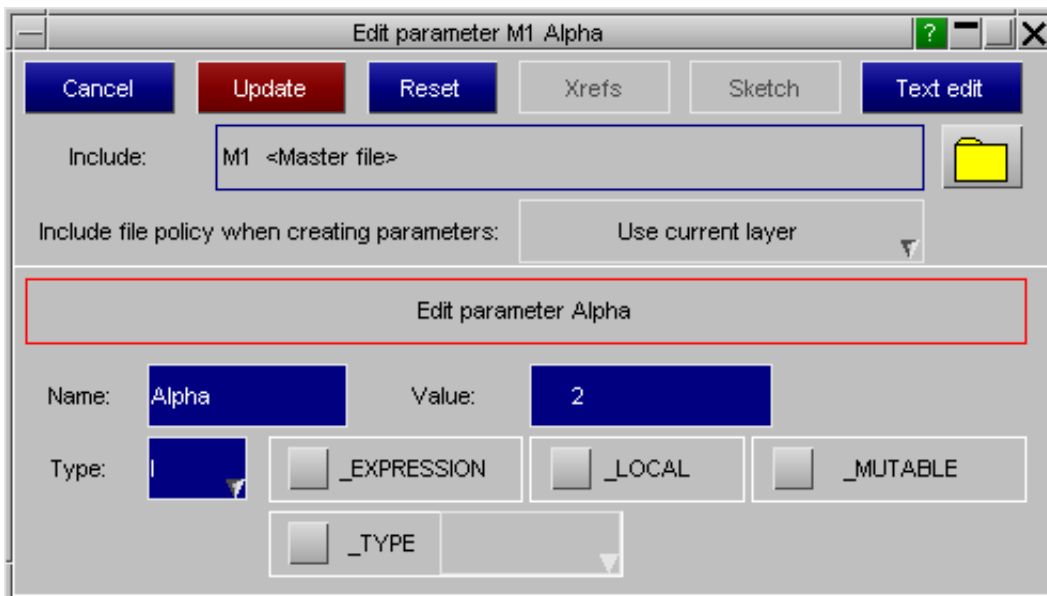 Edit parameter M1 Alpha ?
Cancel Update Reset Xrefs Sketch Text edit
Include: M1 <Master file>
Include file policy when creating parameters: Use current layer
Edit parameter Alpha
Name: Alpha Value: 2
Type: I _EXPRESSION _LOCAL _MUTABLE
_TYPE